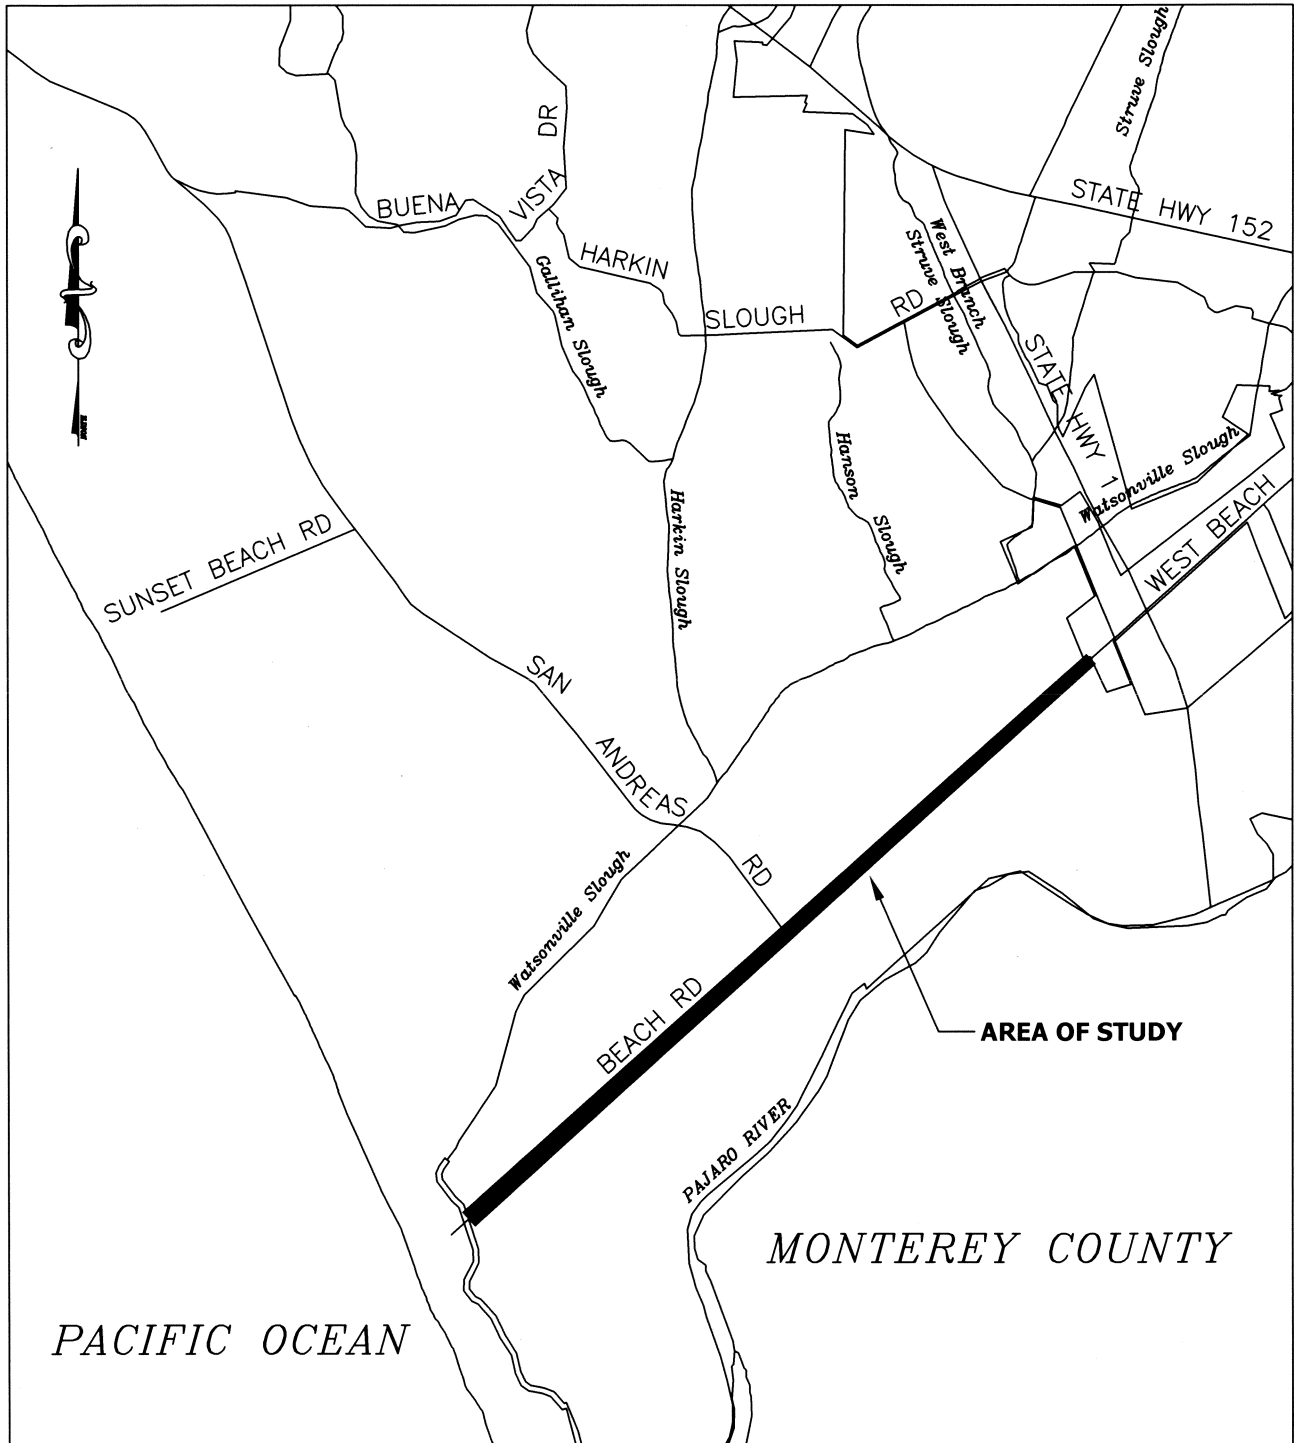 Struve Slough
DR
VISTA
BUENA
STATE HWY 152
HARKIN
West Branch
Struve Slough
Gallihan Slough
SLOUGH
RD
STATE HWY 1
NORTH
Hanson Slough
Watsonville Slough
WEST BEACH
Harkin Slough
SUNSET BEACH RD
SAN
ANDREAS
RD
Watsonville Slough
BEACH RD
AREA OF STUDY
PAJARO RIVER
MONTEREY COUNTY
PACIFIC OCEAN